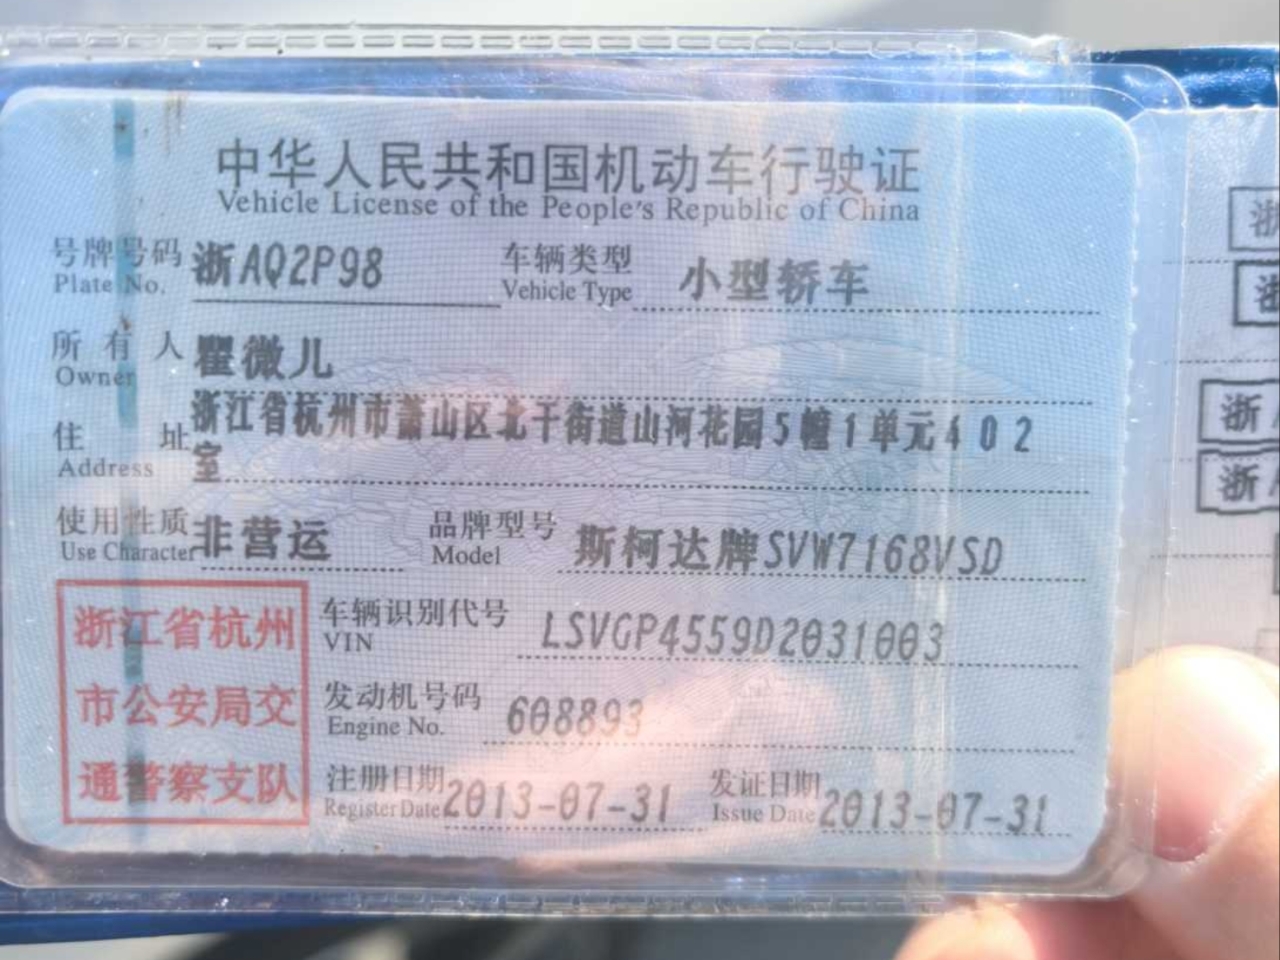 中华人民共和国机动车行驶证
Vehicle License of the People's Republic of China
号牌号码 浙AQ2P98 车辆类型 小型轿车
Plate No. Vehicle Type
所有人 瞿微儿
Owner
浙江省杭州市萧山区北干街道山河花园5幢1单元402
住址 室
Address
使用性质 非营运 品牌型号 斯柯达牌SVW7168VSD
Use Character Model
浙江省杭州
市公安局交
通警察支队
车辆识别代号 LSVGP4559D2031003
VIN
发动机号码 608893
Engine No.
注册日期 2013-07-31 发证日期 2013-07-31
Register Date Issue Date
浙
浙
浙